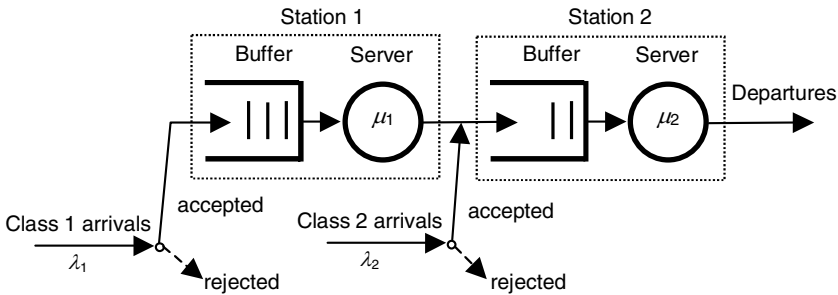 Station 1
Station 2
Buffer
Server
Buffer
Server
Departures
μ1
μ2
accepted
accepted
Class 1 arrivals
Class 2 arrivals
λ1
λ2
rejected
rejected